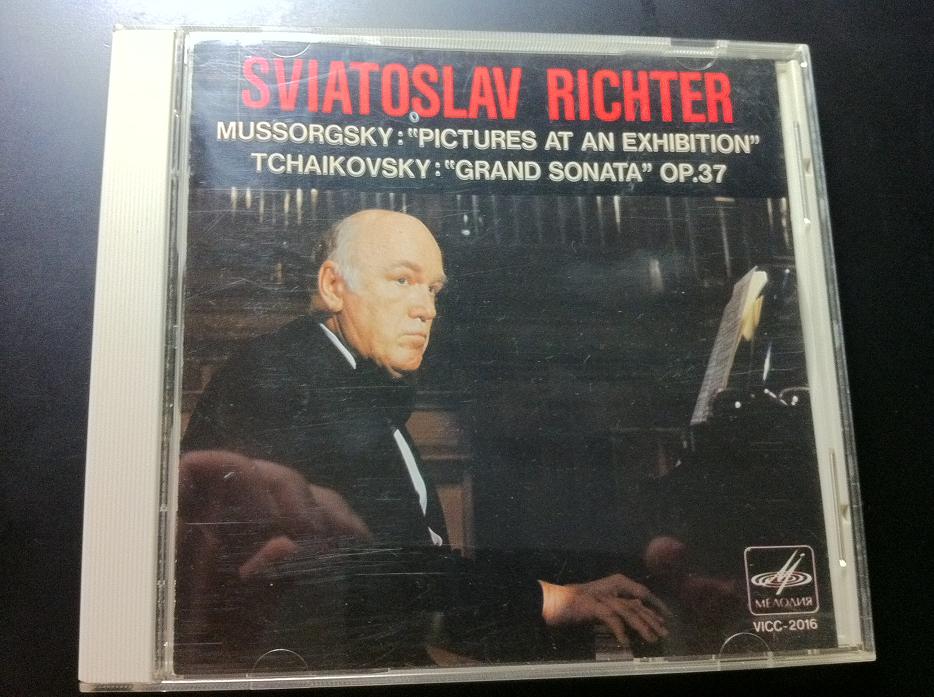 SVIATOSLAV RICHTER
MUSSORGSKY: "PICTURES AT AN EXHIBITION"
TCHAIKOVSKY: "GRAND SONATA" OP.37
МЕЛОДИЯ
VICC-2016